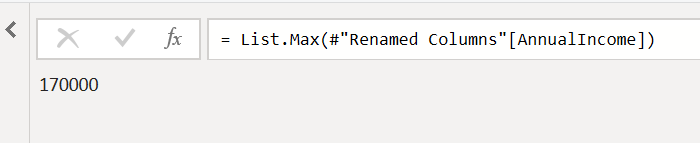 fx = List.Max(#"Renamed Columns"[AnnualIncome])
170000